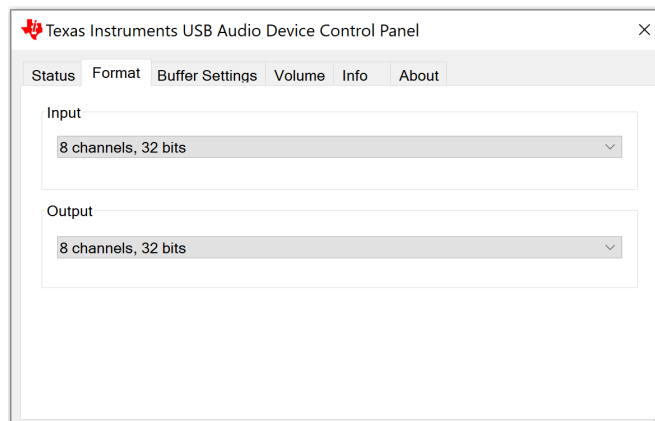 Texas Instruments USB Audio Device Control Panel
Status Format Buffer Settings Volume Info About
Input
8 channels, 32 bits
Output
8 channels, 32 bits